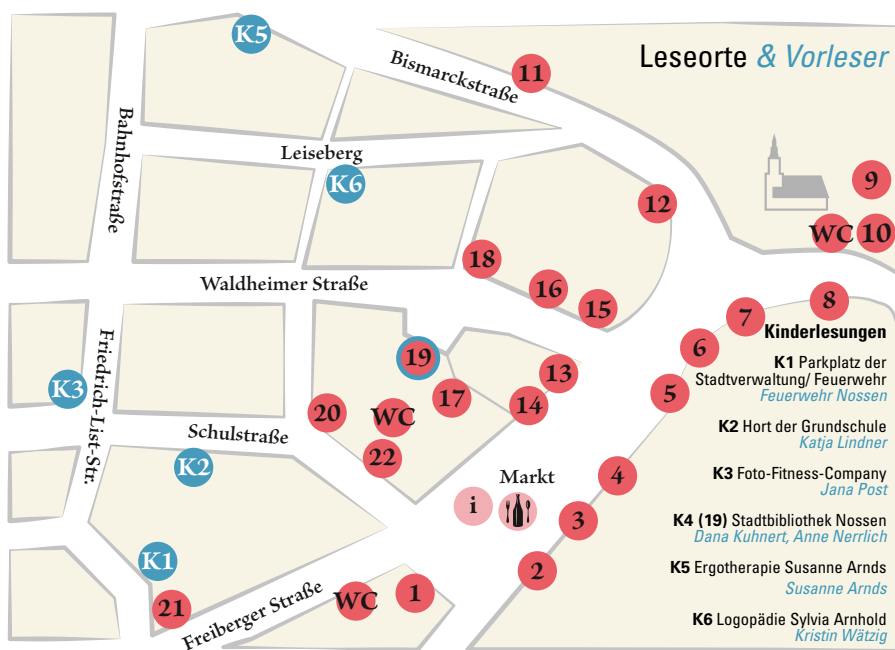 Leseorte & Vorleser
K5
11
Bismarckstraße
Bahnhofstraße
Leiseberg
K6
9
12
WC
10
18
Waldheimer Straße
16
15
8
7
6
Kinderlesungen
K1 Parkplatz der
Stadtverwaltung/ Feuerwehr
Feuerwehr Nossen
K2 Hort der Grundschule
Katja Lindner
K3 Foto-Fitness-Company
Jana Post
K4 (19) Stadtbibliothek Nossen
Dana Kuhnert, Anne Nerrlich
K5 Ergotherapie Susanne Arnds
Susanne Arnds
K6 Logopädie Sylvia Arnhold
Kristin Wätzig
Friedrich-List-Str.
K3
19
13
17
14
5
20
WC
Schulstraße
22
K2
Markt
4
i
3
K1
2
21
Freiberger Straße
WC
1